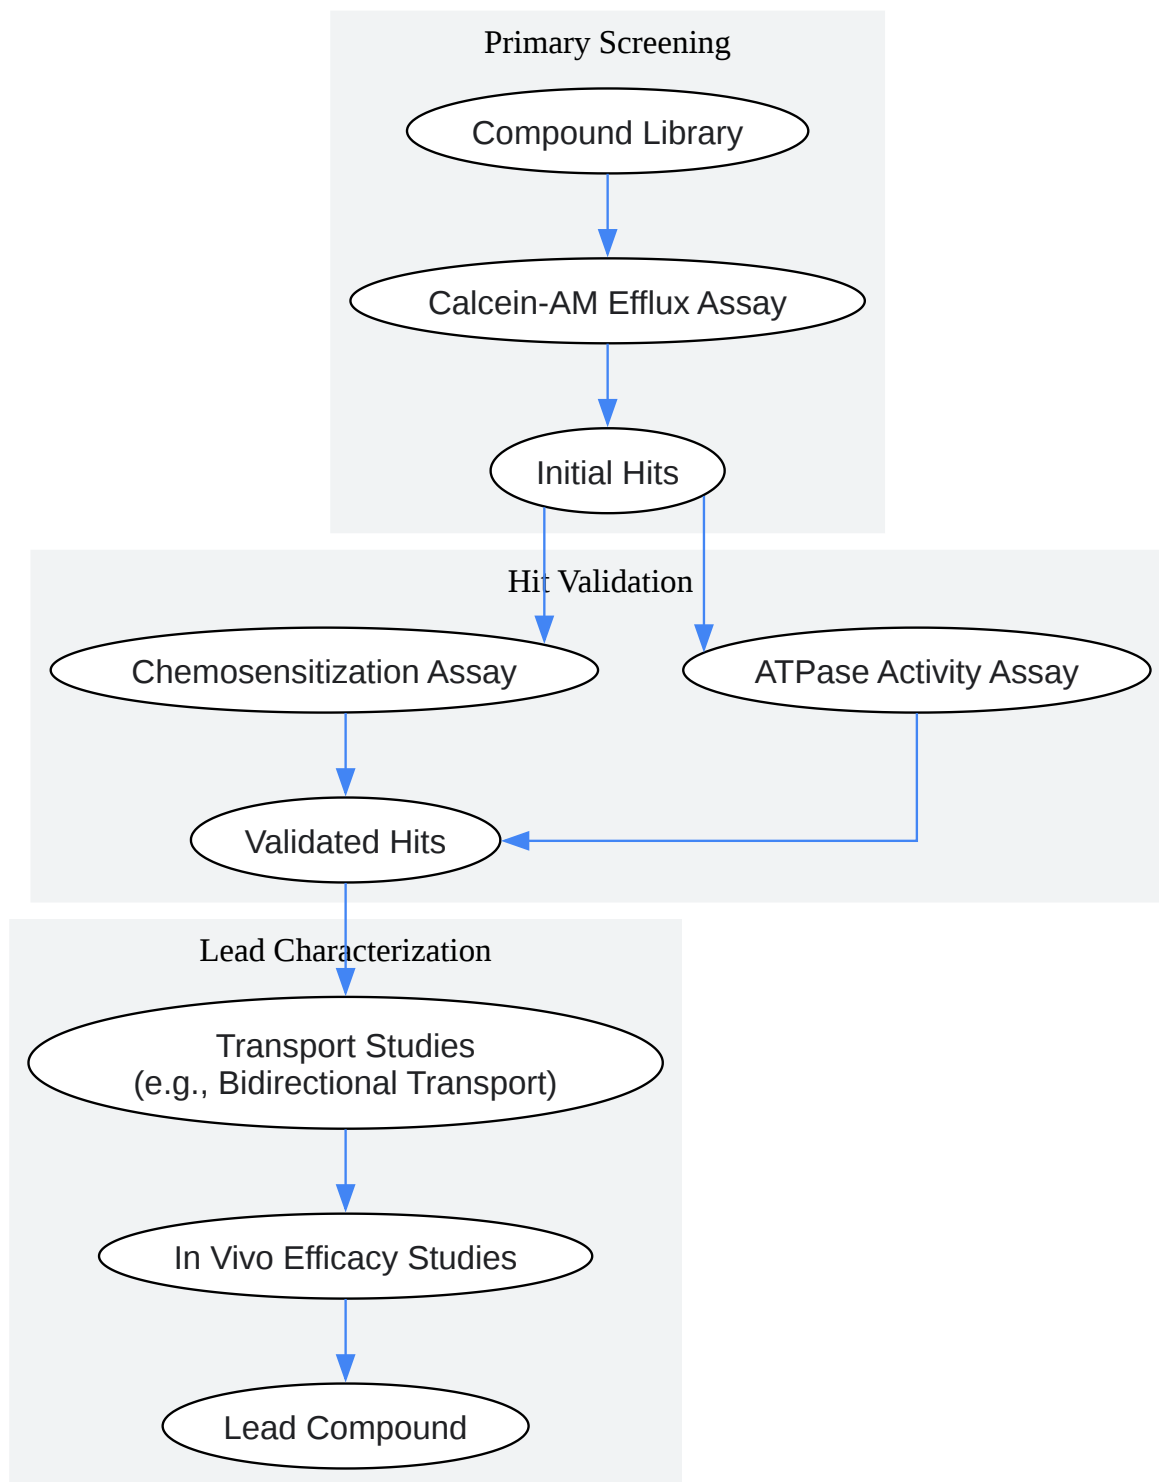 Primary Screening
Compound Library
Calcein-AM Efflux Assay
Initial Hits
Hit Validation
Chemosensitization Assay
ATPase Activity Assay
Validated Hits
Lead Characterization
Transport Studies
(e.g., Bidirectional Transport)
In Vivo Efficacy Studies
Lead Compound